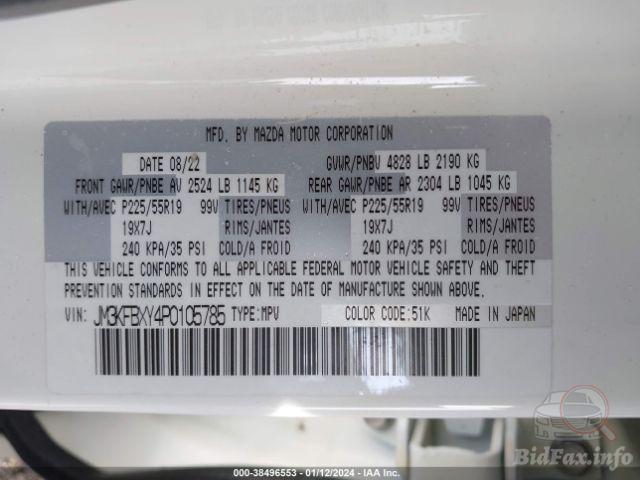 MFD. BY MAZDA MOTOR CORPORATION
DATE 08/22 GVWR/PNBV 4828 LB 2190 KG
FRONT GAWR/PNBE AV 2524 LB 1145 KG REAR GAWR/PNBE AR 2304 LB 1045 KG
WITH/AVEC P225/55R19 99V TIRES/PNEUS WITH/AVEC P225/55R19 99V TIRES/PNEUS
19X7J RIMS/JANTES 19X7J RIMS/JANTES
240 KPA/35 PSI COLD/A FROID 240 KPA/35 PSI COLD/A FROID
THIS VEHICLE CONFORMS TO ALL APPLICABLE FEDERAL MOTOR VEHICLE SAFETY AND THEFT
PREVENTION STANDARDS IN EFFECT ON THE DATE OF MANUFACTURE SHOWN ABOVE.
VIN: JM3KFBXY4P0105785 TYPE:MPV COLOR CODE:51K MADE IN JAPAN
000-38496553 - 01/12/2024 - IAA Inc.
BidFax.info